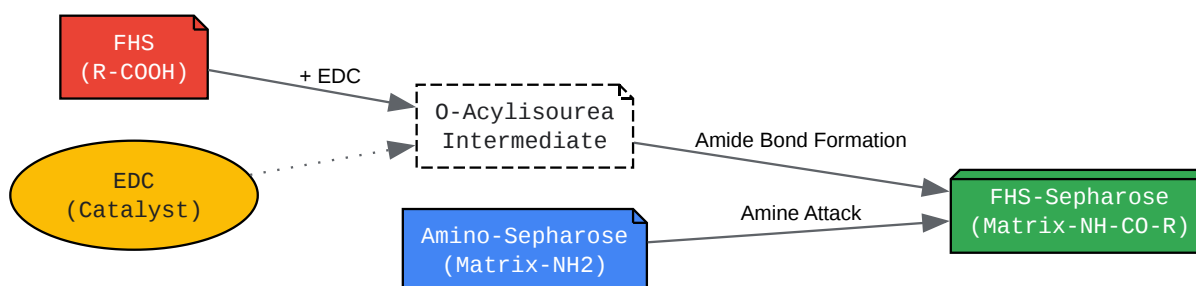 FHS
(R-COOH)
+ EDC
O-Acylisourea
Intermediate
Amide Bond Formation
EDC
(Catalyst)
FHS-Sepharose
(Matrix-NH-CO-R)
Amine Attack
Amino-Sepharose
(Matrix-NH2)